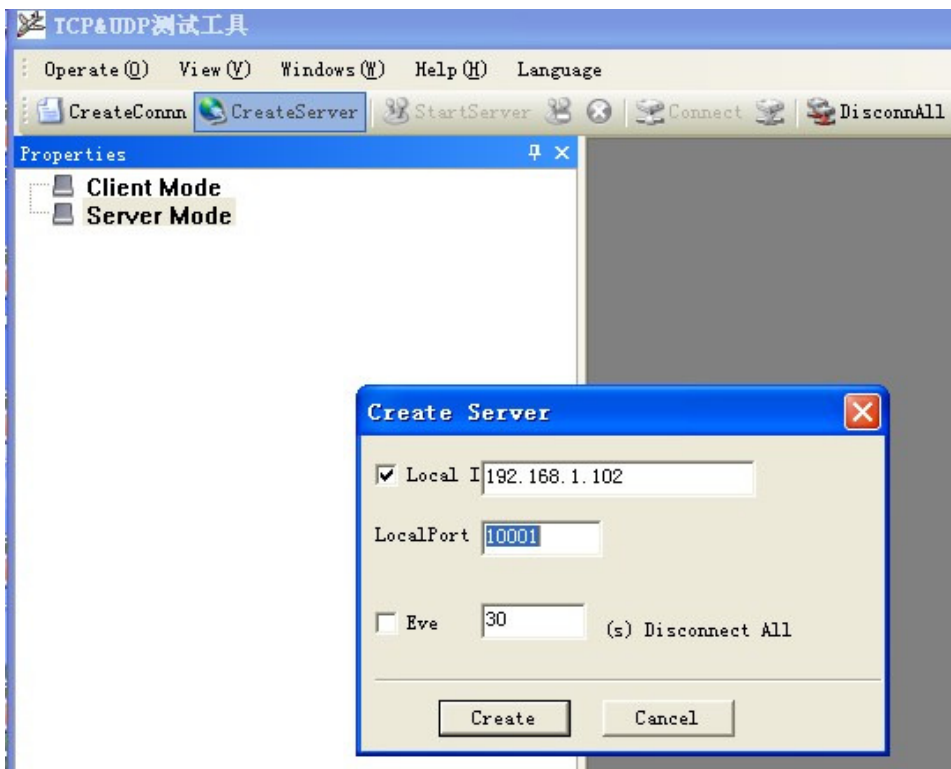 TCP&UDP测试工具
Operate(O) View(V) Windows(W) Help(H) Language
CreateConnn CreateServer StartServer Connect DisconnAll
Properties
Client Mode
Server Mode
Create Server
Local I 192.168.1.102
LocalPort 10001
Eve 30 (s) Disconnect All
Create Cancel